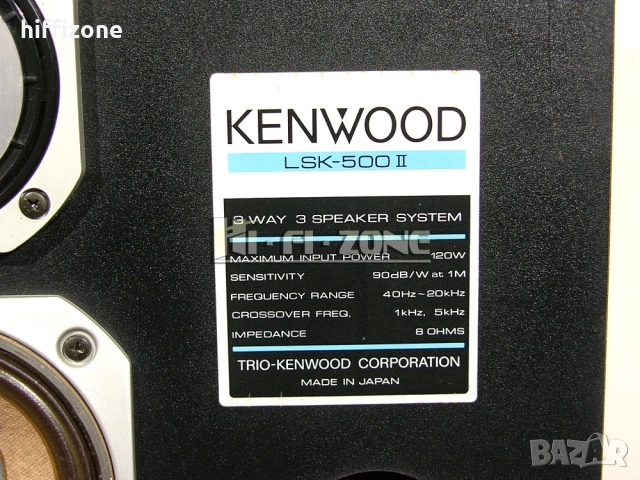 hiffizone
KENWOOD
LSK-500 II
3 WAY 3 SPEAKER SYSTEM
Hi-Fi-ZONE
MAXIMUM INPUT POWER 120W
SENSITIVITY 90dB/W at 1M
FREQUENCY RANGE 40Hz~20kHz
CROSSOVER FREQ. 1kHz, 5kHz
IMPEDANCE 8 OHMS
TRIO-KENWOOD CORPORATION
MADE IN JAPAN
BAZAR